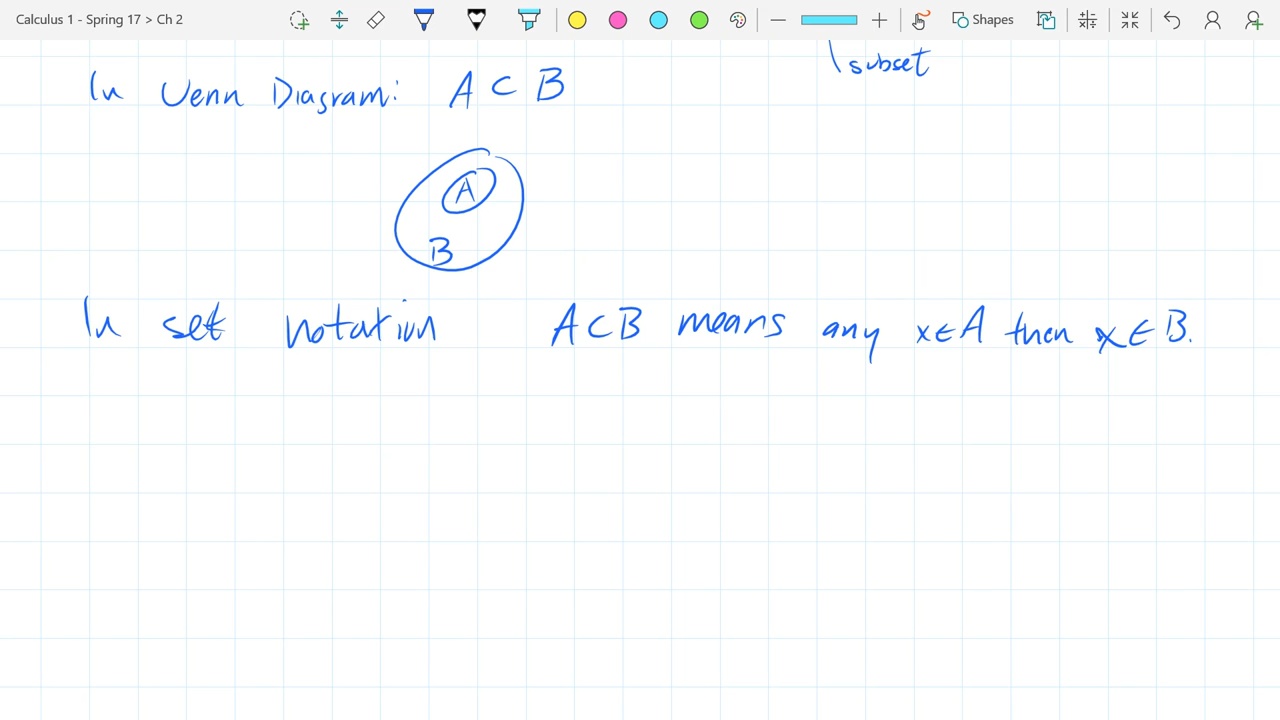 Calculus 1 - Spring 17 > Ch 2
Shapes
subset
In Venn Diagram: A ⊂ B
A
B
In set notation A⊂B means any x∈A then x∈B.